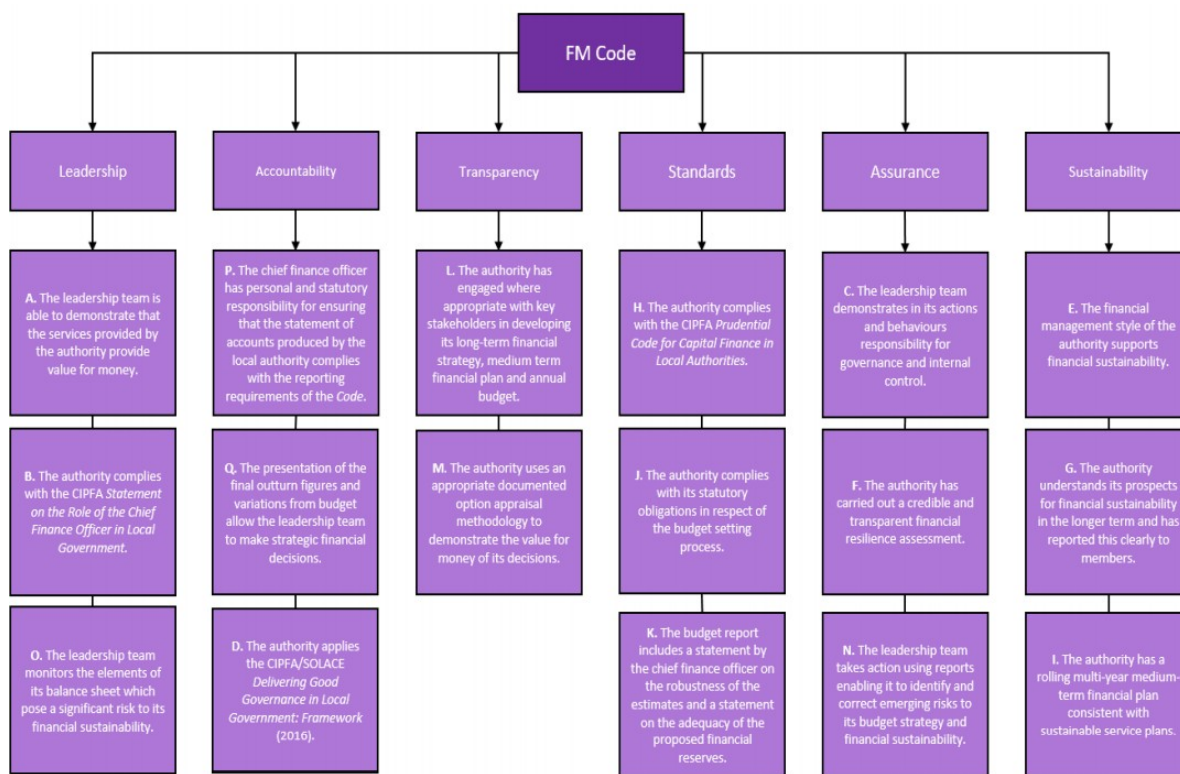 FM Code
Leadership
Accountability
Transparency
Standards
Assurance
Sustainability
A. The leadership team is
able to demonstrate that
the services provided by
the authority provide
value for money.
B. The authority complies
with the CIPFA Statement
on the Role of the Chief
Finance Officer in Local
Government.
O. The leadership team
monitors the elements of
its balance sheet which
pose a significant risk to its
financial sustainability.
P. The chief finance officer
has personal and statutory
responsibility for ensuring
that the statement of
accounts produced by the
local authority complies
with the reporting
requirements of the Code.
Q. The presentation of the
final outturn figures and
variations from budget
allow the leadership team
to make strategic financial
decisions.
D. The authority applies
the CIPFA/SOLACE
Delivering Good
Governance in Local
Government: Framework
(2016).
L. The authority has
engaged where
appropriate with key
stakeholders in developing
its long-term financial
strategy, medium term
financial plan and annual
budget.
M. The authority uses an
appropriate documented
option appraisal
methodology to
demonstrate the value for
money of its decisions.
H. The authority complies
with the CIPFA Prudential
Code for Capital Finance
in Local Authorities.
J. The authority complies
with its statutory
obligations in respect of
the budget setting
process.
K. The budget report
includes a statement by
the chief finance officer on
the robustness of the
estimates and a statement
on the adequacy of the
proposed financial
reserves.
C. The leadership team
demonstrates in its actions
and behaviours
responsibility for
governance and internal
control.
F. The authority has
carried out a credible and
transparent financial
resilience assessment.
N. The leadership team
takes action using reports
enabling it to identify and
correct emerging risks to
its budget strategy and
financial sustainability.
E. The financial
management style of the
authority supports
financial sustainability.
G. The authority
understands its prospects
for financial sustainability
in the longer term and has
reported this clearly to
members.
I. The authority has a
rolling multi-year medium-
term financial plan
consistent with
sustainable service plans.